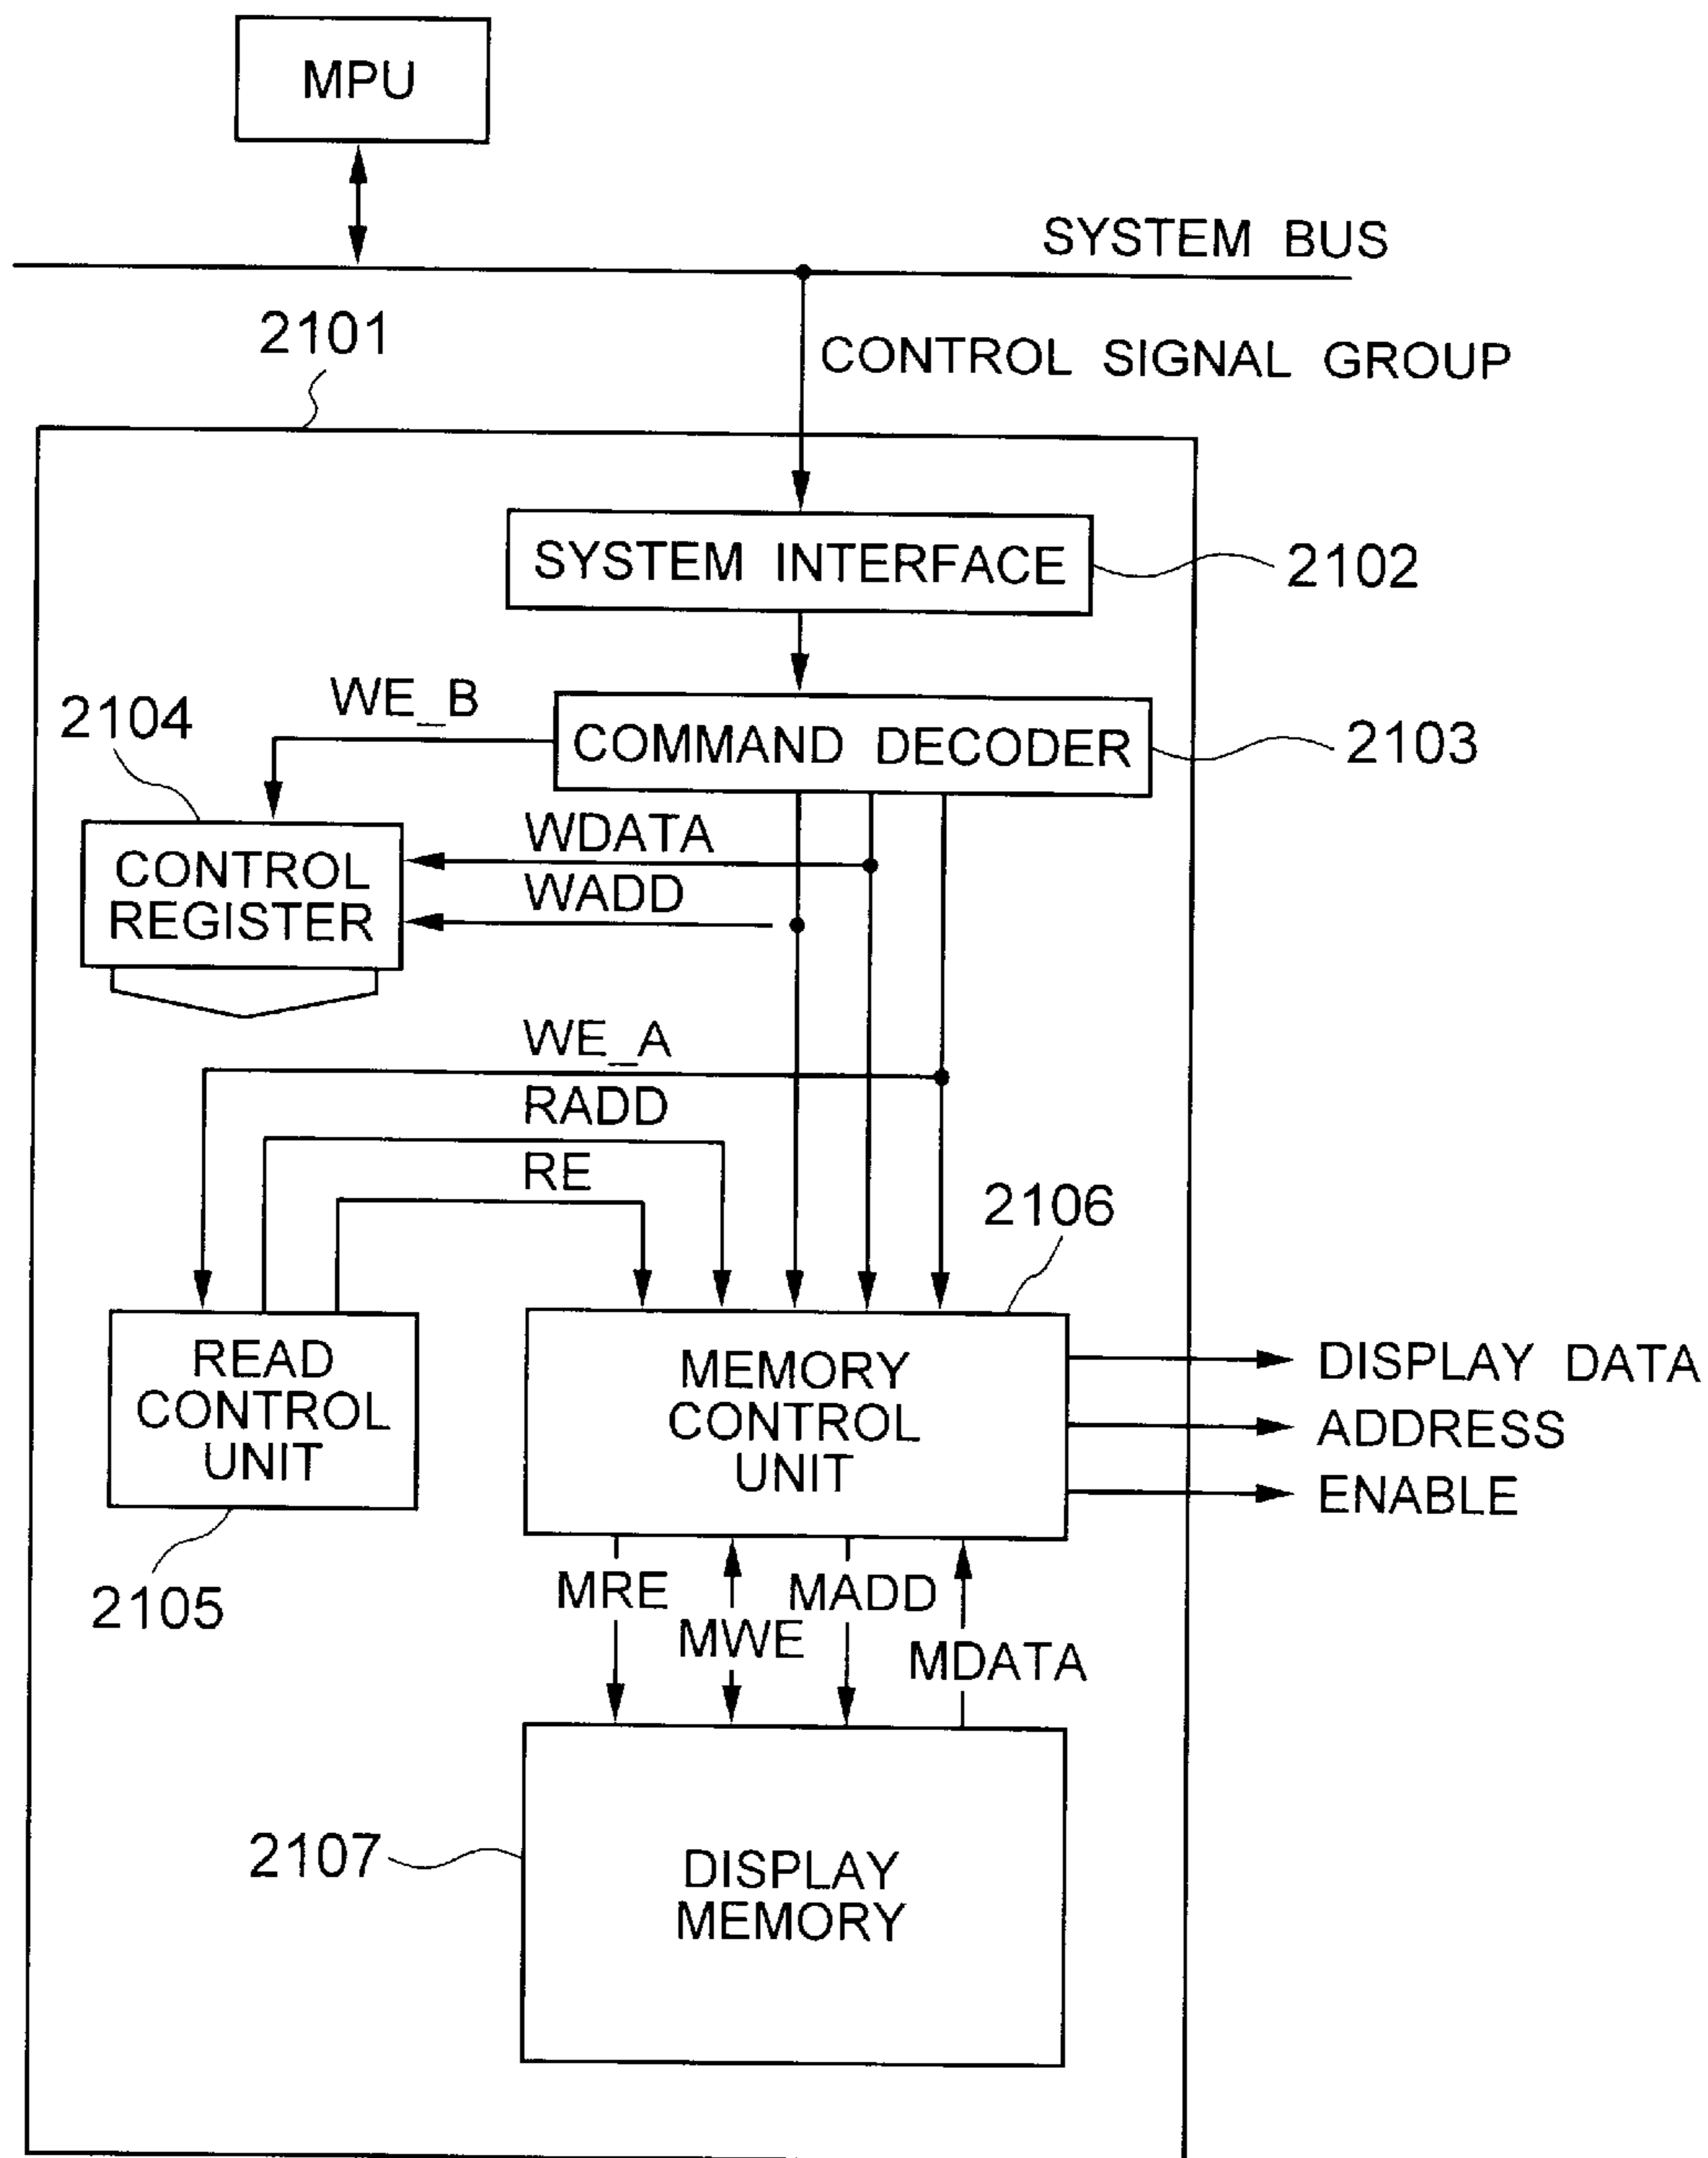 MPU
SYSTEM BUS
2101
CONTROL SIGNAL GROUP
SYSTEM INTERFACE
2102
WE_B
2104
COMMAND DECODER
2103
WDATA
CONTROL
REGISTER
WADD
WE_A
RADD
RE
2106
READ
CONTROL
UNIT
MEMORY
CONTROL
UNIT
DISPLAY DATA
ADDRESS
ENABLE
2105
MRE
MWE
MADD
MDATA
2107
DISPLAY
MEMORY